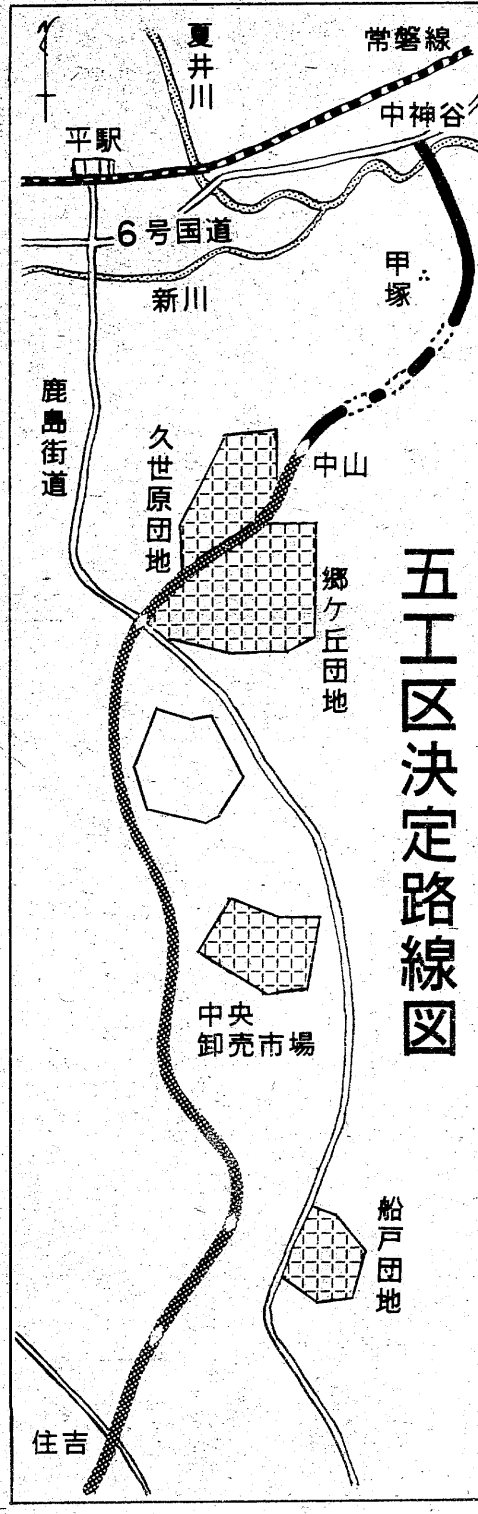 五工区決定路線図
常磐線
夏井川
中神谷
平駅
6号国道
甲塚
新川
鹿島街道
久世原団地
中山
郷ケ丘団地
中央
卸売市場
船戸団地
住吉